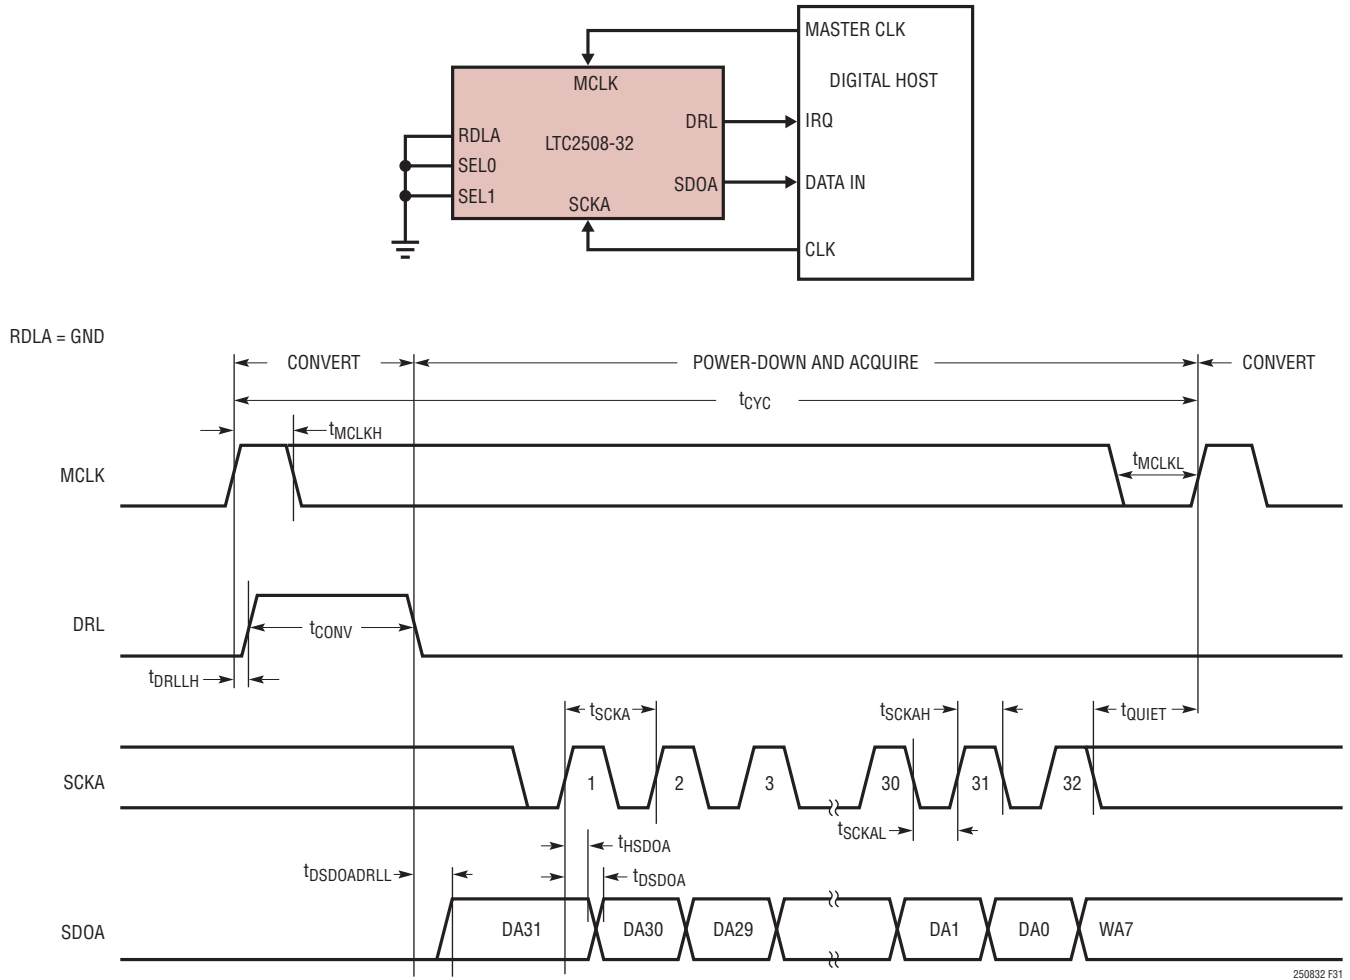 MASTER CLK
MCLK
DIGITAL HOST
DRL
IRQ
RDLA
LTC2508-32
SEL0
SDOA
DATA IN
SEL1
SCKA
CLK
RDLA = GND
CONVERT
POWER-DOWN AND ACQUIRE
CONVERT
tCYC
tMCLKH
MCLK
tMCLKL
DRL
tCONV
tDRLLH
tSCKA
tSCKAH
tQUIET
SCKA
1
2
3
30
31
32
tSCKAL
tHSDOA
tDSDOADRLL
tDSDOA
SDOA
DA31
DA30
DA29
DA1
DA0
WA7
250832 F31